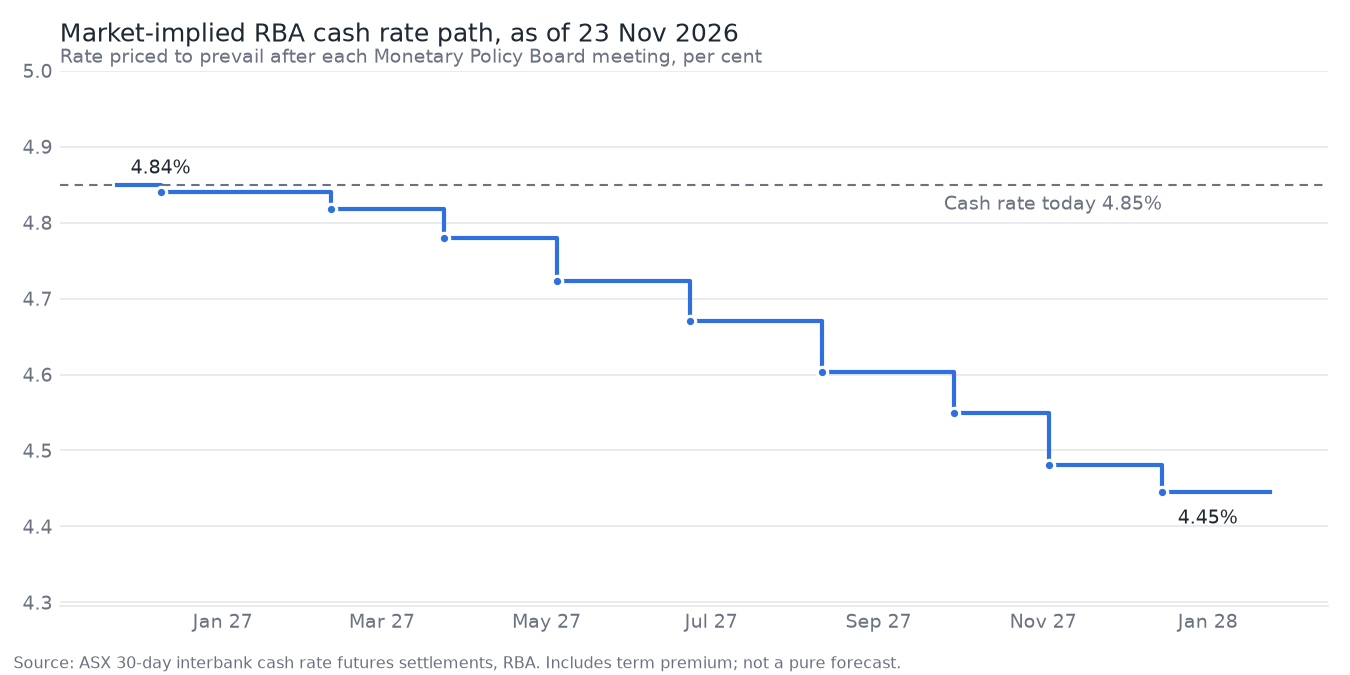 Market-implied RBA cash rate path, as of 23 Nov 2026
Rate priced to prevail after each Monetary Policy Board meeting, per cent
5.0
4.9
4.84%
Cash rate today 4.85%
4.8
4.7
4.6
4.5
4.45%
4.4
4.3
Jan 27 Mar 27 May 27 Jul 27 Sep 27 Nov 27 Jan 28
Source: ASX 30-day interbank cash rate futures settlements, RBA. Includes term premium; not a pure forecast.